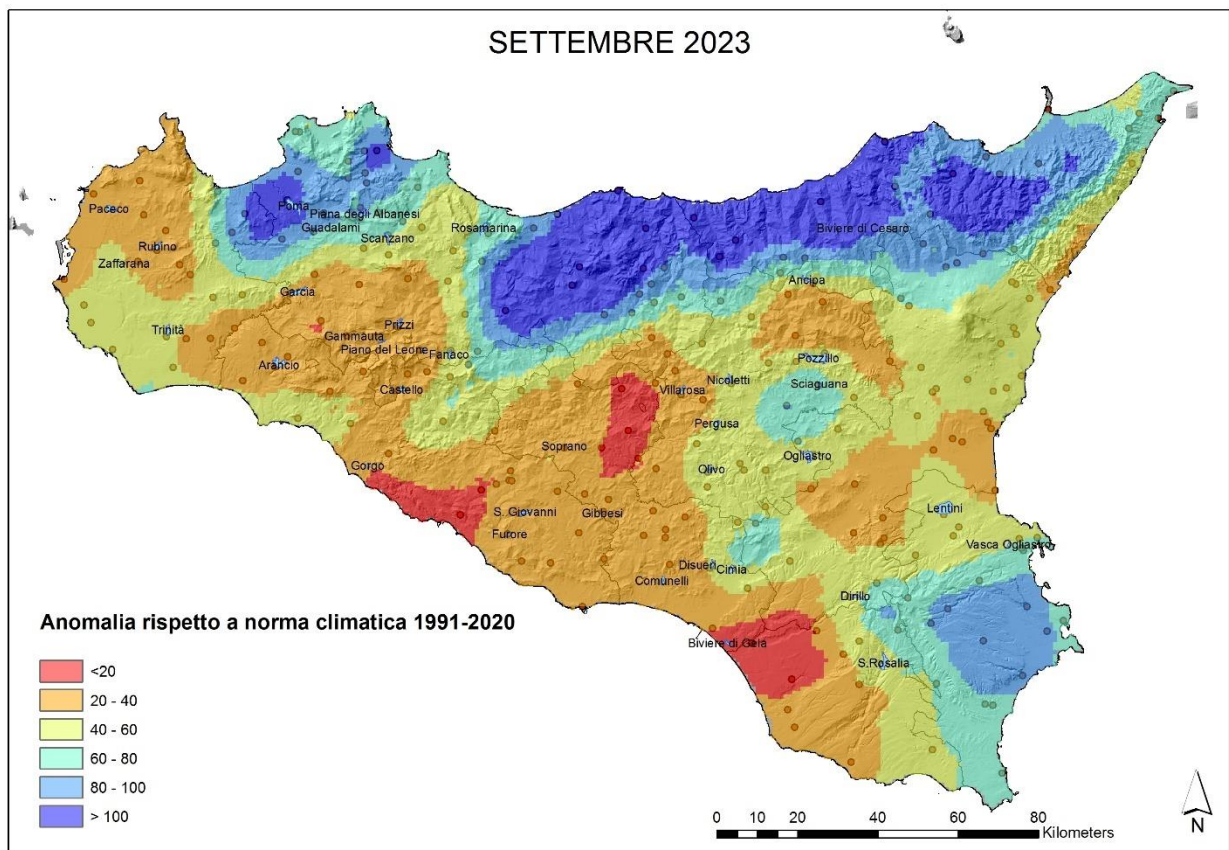 SETTEMBRE 2023
Paceco
Poma
Piana degli Albanesi
Guadalami
Scanzano
Rosamarina
Biviere di Cesarò
Rubino
Zaffarana
Ancipa
Garcia
Trinità
Gammauta
Prizzi
Piano del Leone
Fanaco
Pozzillo
Arancio
Castello
Villarosa
Nicoletti
Sciaguana
Pergusa
Soprano
Ogliastro
Gorgo
Olivo
S. Giovanni
Gibbesi
Lentini
Furore
Vasca Ogliastro
Disueri
Cimia
Comunelli
Dirillo
Anomalia rispetto a norma climatica 1991-2020
Biviere di Gela
S.Rosalia
<20
20 - 40
40 - 60
60 - 80
80 - 100
> 100
0 10 20 40 60 80
Kilometers
N